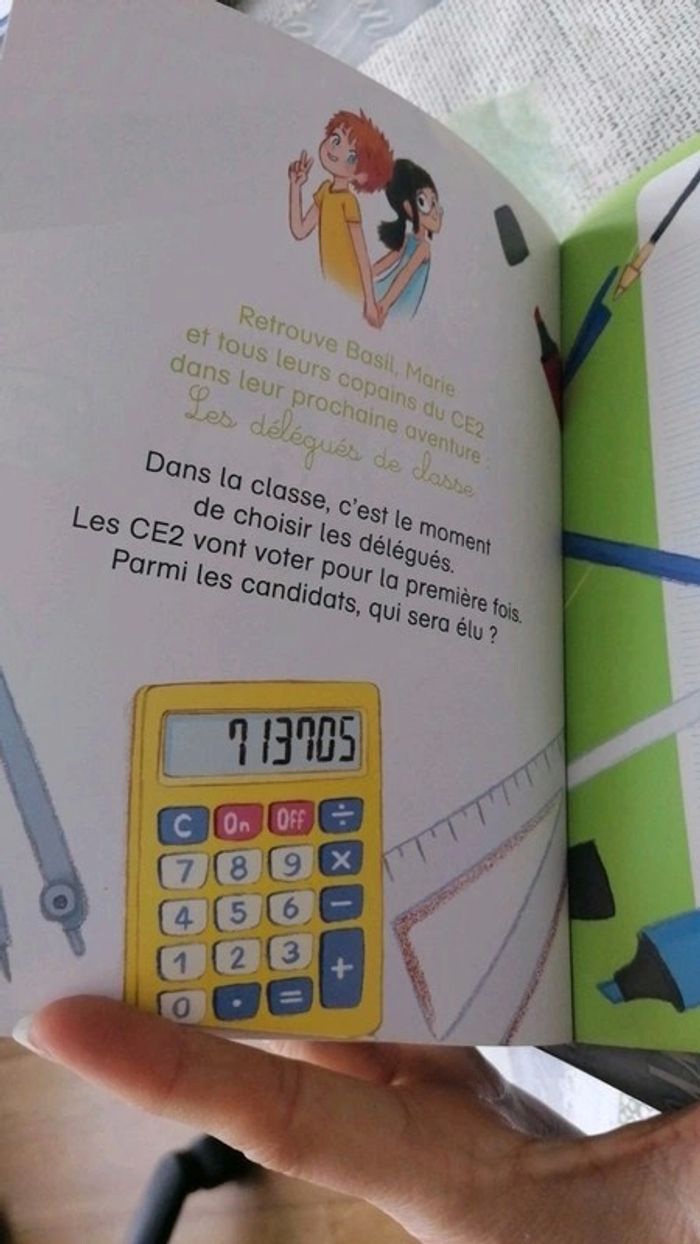 Retrouve Basil, Marie
et tous leurs copains du CE2
dans leur prochaine aventure :
Les délégués de classe
Dans la classe, c'est le moment
de choisir les délégués.
Les CE2 vont voter pour la première fois.
Parmi les candidats, qui sera élu ?
713705
C On Off ÷
7 8 9 ×
4 5 6 −
1 2 3 +
0 . =